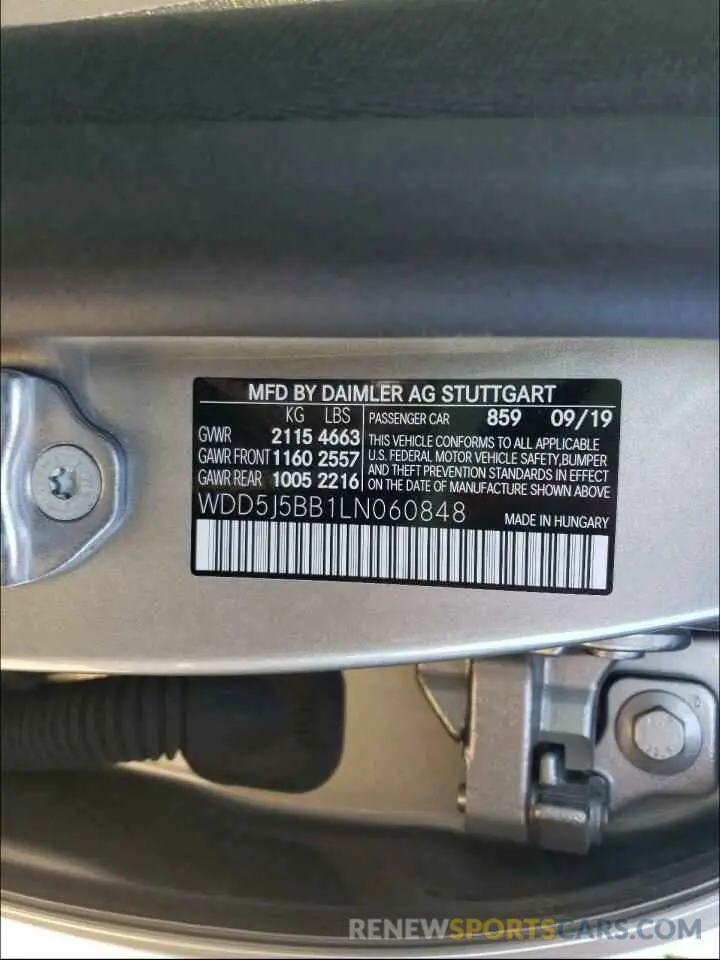 MFD BY DAIMLER AG STUTTGART
KG LBS
GWWR 2115 4663
GAWR FRONT 1160 2557
GAWR REAR 1005 2216
PASSENGER CAR 859 09/19
THIS VEHICLE CONFORMS TO ALL APPLICABLE
U.S. FEDERAL MOTOR VEHICLE SAFETY,BUMPER
AND THEFT PREVENTION STANDARDS IN EFFECT
ON THE DATE OF MANUFACTURE SHOWN ABOVE
WDD5J5BB1LN060848
MADE IN HUNGARY
RENEWSPORTSCARS.COM